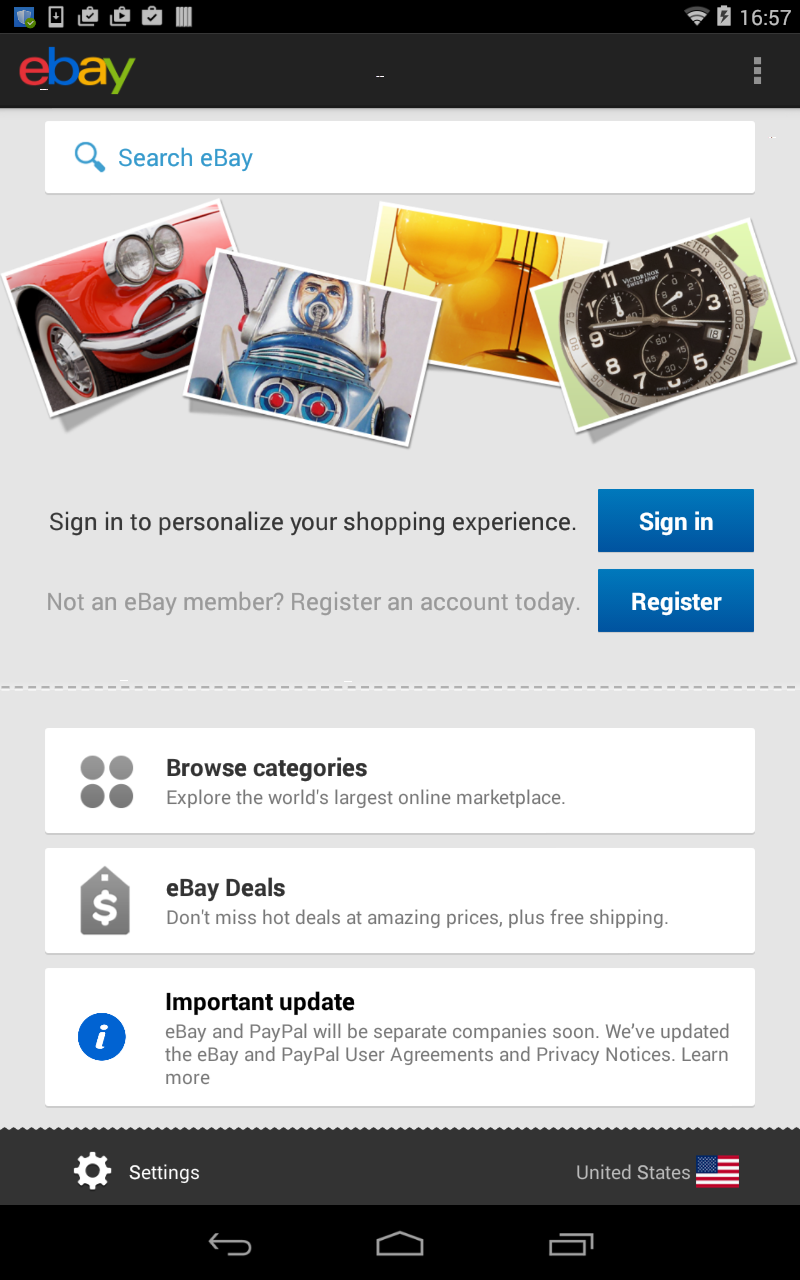 16:57
ebay
Search eBay
VICTORINOX
SWISS ARMY
Sign in to personalize your shopping experience.
Sign in
Not an eBay member? Register an account today.
Register
Browse categories
Explore the world's largest online marketplace.
$
eBay Deals
Don't miss hot deals at amazing prices, plus free shipping.
i
Important update
eBay and PayPal will be separate companies soon. We've updated
the eBay and PayPal User Agreements and Privacy Notices. Learn
more
Settings
United States